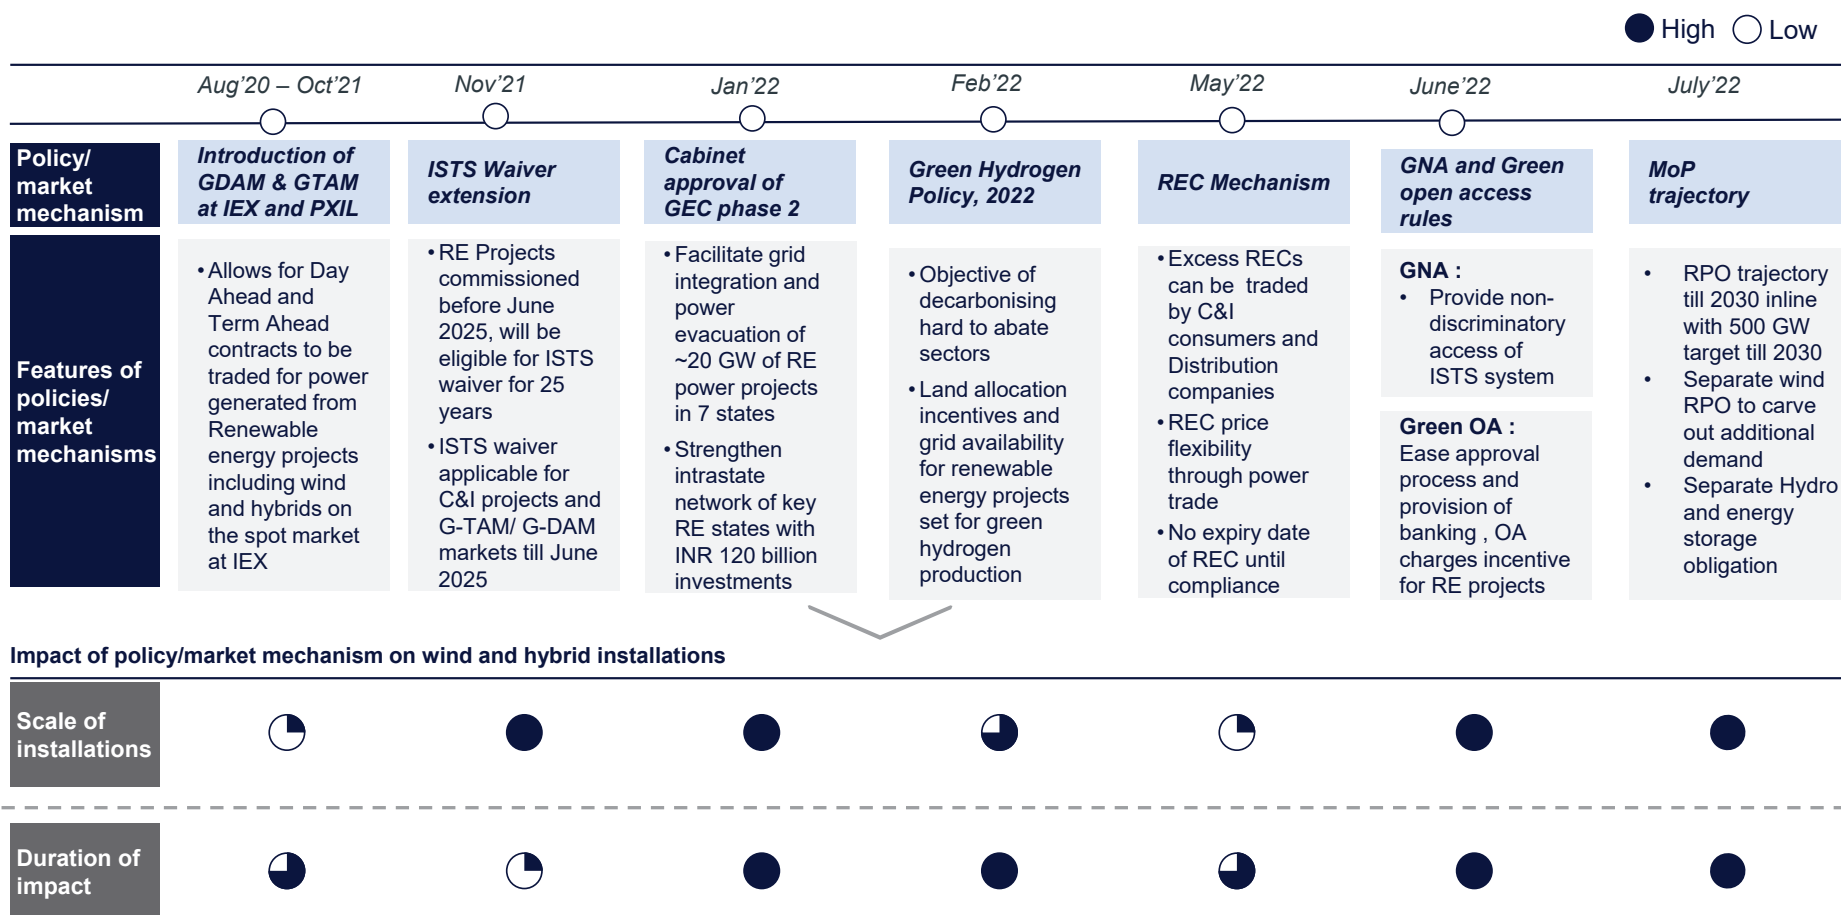 High Low
Aug’20 – Oct’21
Nov’21
Jan’22
Feb’22
May’22
June’22
July’22
Policy/
market
mechanism
Introduction of
GDAM & GTAM
at IEX and PXIL
ISTS Waiver
extension
Cabinet
approval of
GEC phase 2
Green Hydrogen
Policy, 2022
REC Mechanism
GNA and Green
open access
rules
MoP
trajectory
Features of
policies/
market
mechanisms
• Allows for Day
Ahead and
Term Ahead
contracts to be
traded for power
generated from
Renewable
energy projects
including wind
and hybrids on
the spot market
at IEX
• RE Projects
commissioned
before June
2025, will be
eligible for ISTS
waiver for 25
years
• ISTS waiver
applicable for
C&I projects and
G-TAM/ G-DAM
markets till June
2025
• Facilitate grid
integration and
power
evacuation of
~20 GW of RE
power projects
in 7 states
• Strengthen
intrastate
network of key
RE states with
INR 120 billion
investments
• Objective of
decarbonising
hard to abate
sectors
• Land allocation
incentives and
grid availability
for renewable
energy projects
set for green
hydrogen
production
• Excess RECs
can be traded
by C&I
consumers and
Distribution
companies
• REC price
flexibility
through power
trade
• No expiry date
of REC until
compliance
GNA :
• Provide non-
discriminatory
access of
ISTS system
Green OA :
Ease approval
process and
provision of
banking , OA
charges incentive
for RE projects
• RPO trajectory
till 2030 inline
with 500 GW
target till 2030
• Separate wind
RPO to carve
out additional
demand
• Separate Hydro
and energy
storage
obligation
Impact of policy/market mechanism on wind and hybrid installations
Scale of
installations
Duration of
impact